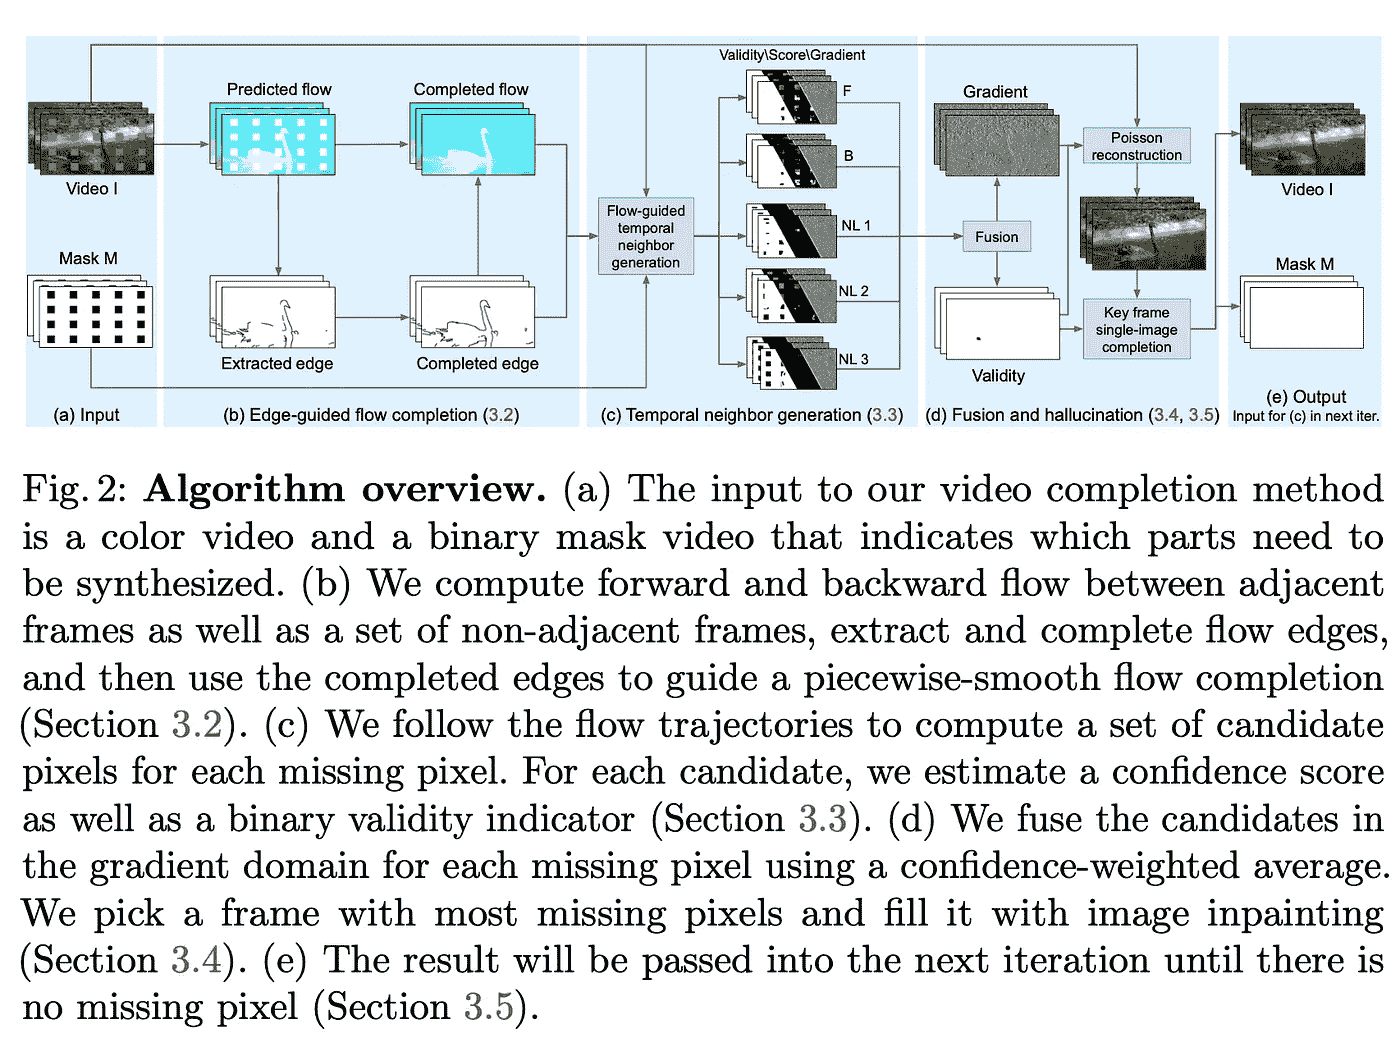 Validity\Score\Gradient
Predicted flow
Completed flow
F
Gradient
B
Poisson
reconstruction
Video I
Video I
NL 1
Flow-guided
temporal
neighbor
generation
Fusion
Mask M
Mask M
NL 2
Key frame
single-image
completion
NL 3
Extracted edge
Completed edge
Validity
(a) Input
(b) Edge-guided flow completion (3.2)
(c) Temporal neighbor generation (3.3)
(d) Fusion and hallucination (3.4, 3.5)
(e) Output
Input for (c) in next iter.
Fig. 2: Algorithm overview. (a) The input to our video completion method
is a color video and a binary mask video that indicates which parts need to
be synthesized. (b) We compute forward and backward flow between adjacent
frames as well as a set of non-adjacent frames, extract and complete flow edges,
and then use the completed edges to guide a piecewise-smooth flow completion
(Section 3.2). (c) We follow the flow trajectories to compute a set of candidate
pixels for each missing pixel. For each candidate, we estimate a confidence score
as well as a binary validity indicator (Section 3.3). (d) We fuse the candidates in
the gradient domain for each missing pixel using a confidence-weighted average.
We pick a frame with most missing pixels and fill it with image inpainting
(Section 3.4). (e) The result will be passed into the next iteration until there is
no missing pixel (Section 3.5).